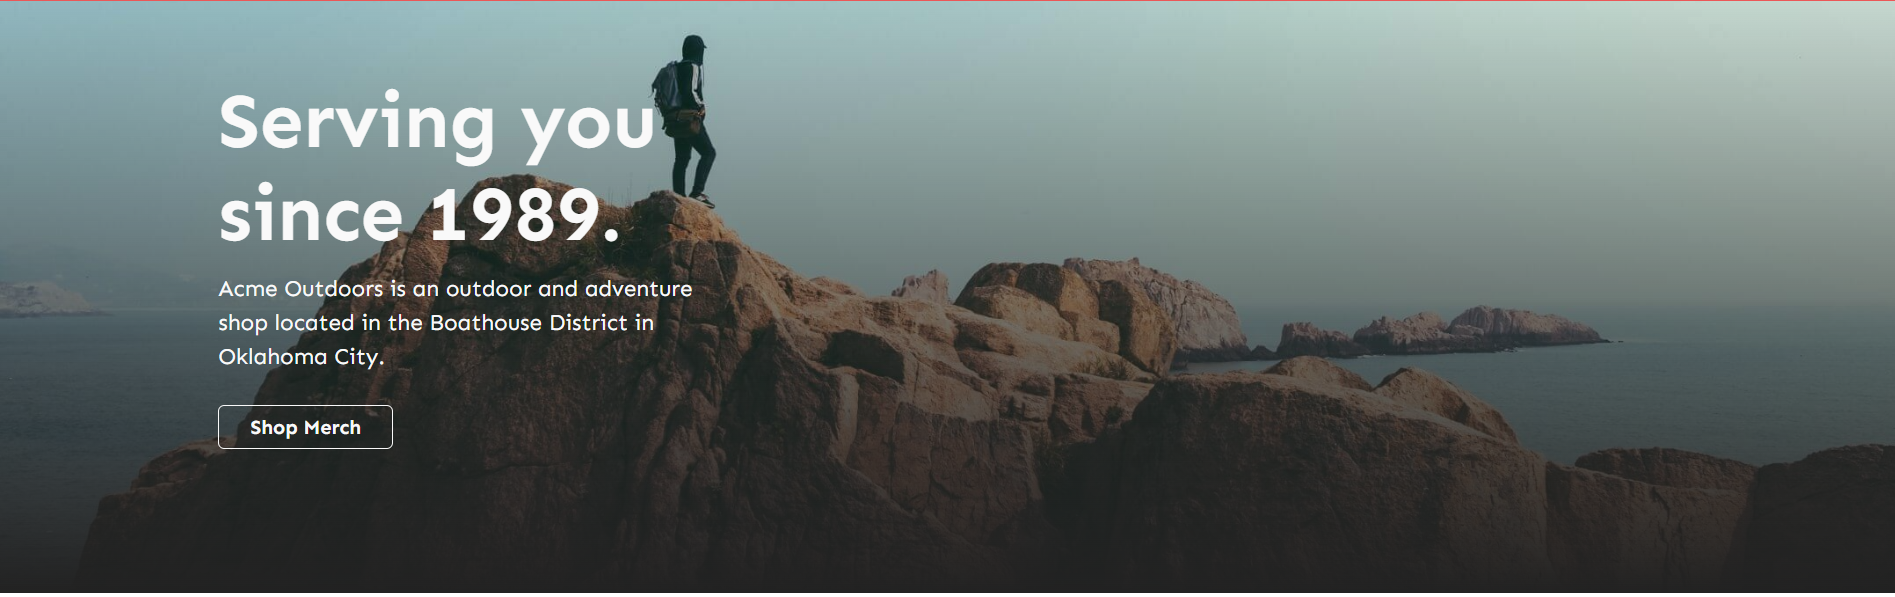 Serving you
since 1989.
Acme Outdoors is an outdoor and adventure
shop located in the Boathouse District in
Oklahoma City.
Shop Merch